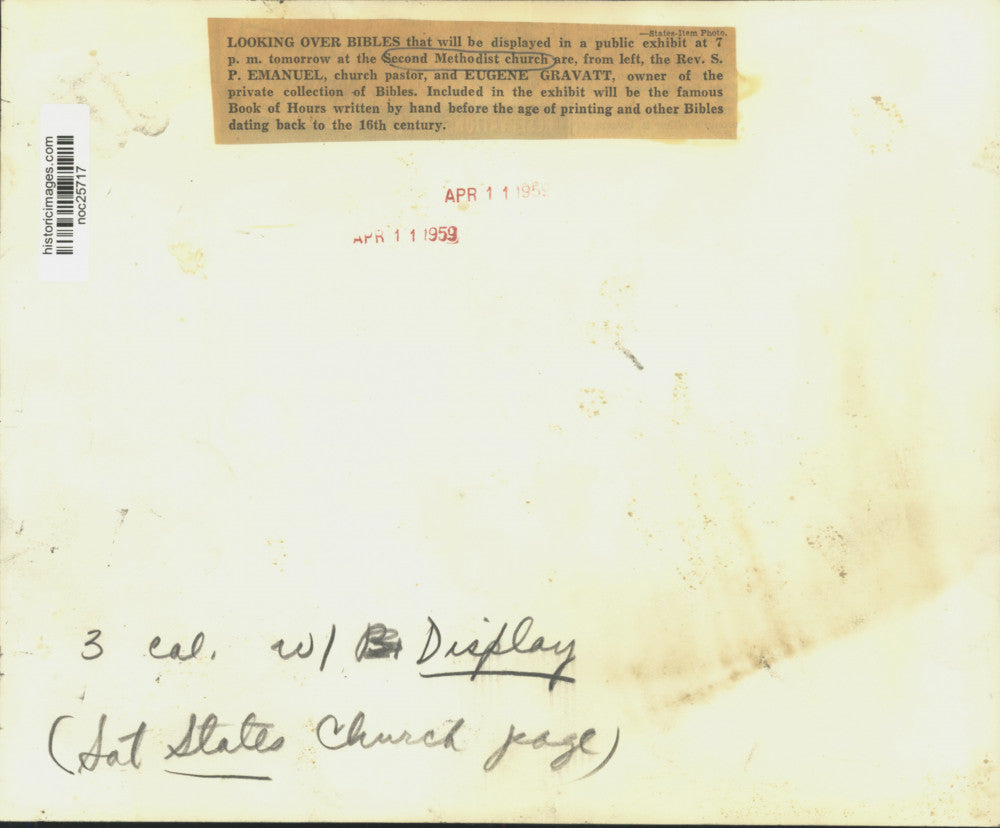 —States-Item Photo.
LOOKING OVER BIBLES that will be displayed in a public exhibit at 7
p. m. tomorrow at the Second Methodist church are, from left, the Rev. S.
P. EMANUEL, church pastor, and EUGENE GRAVATT, owner of the
private collection of Bibles. Included in the exhibit will be the famous
Book of Hours written by hand before the age of printing and other Bibles
dating back to the 16th century.
historicimages.com
noc25717
APR 11 1959
APR 11 1959
3 col. w/ Display
(Sat States Church page)